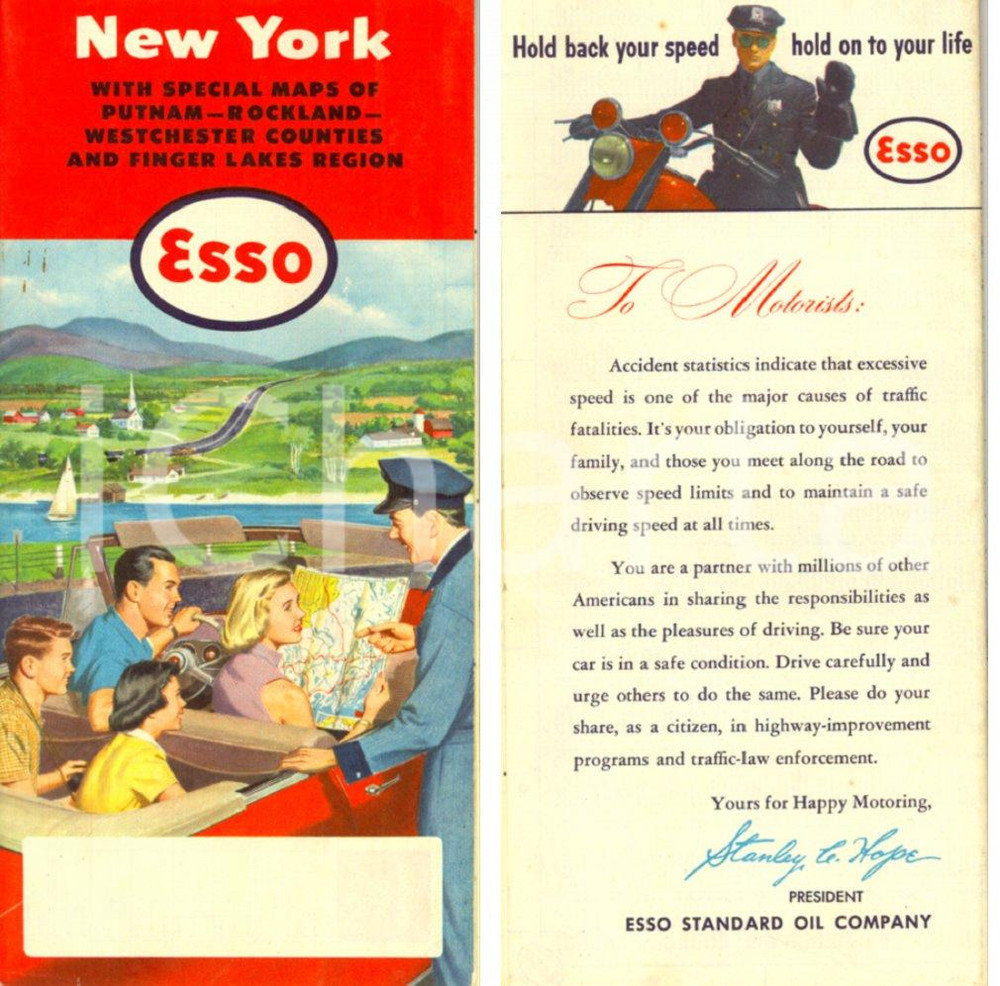 New York
WITH SPECIAL MAPS OF
PUTNAM—ROCKLAND—
WESTCHESTER COUNTIES
AND FINGER LAKES REGION
Esso
Hold back your speed hold on to your life
Esso
To Motorists:
Accident statistics indicate that excessive
speed is one of the major causes of traffic
fatalities. It's your obligation to yourself, your
family, and those you meet along the road to
observe speed limits and to maintain a safe
driving speed at all times.
You are a partner with millions of other
Americans in sharing the responsibilities as
well as the pleasures of driving. Be sure your
car is in a safe condition. Drive carefully and
urge others to do the same. Please do your
share, as a citizen, in highway-improvement
programs and traffic-law enforcement.
Yours for Happy Motoring,
Stanley C. Hope
PRESIDENT
ESSO STANDARD OIL COMPANY